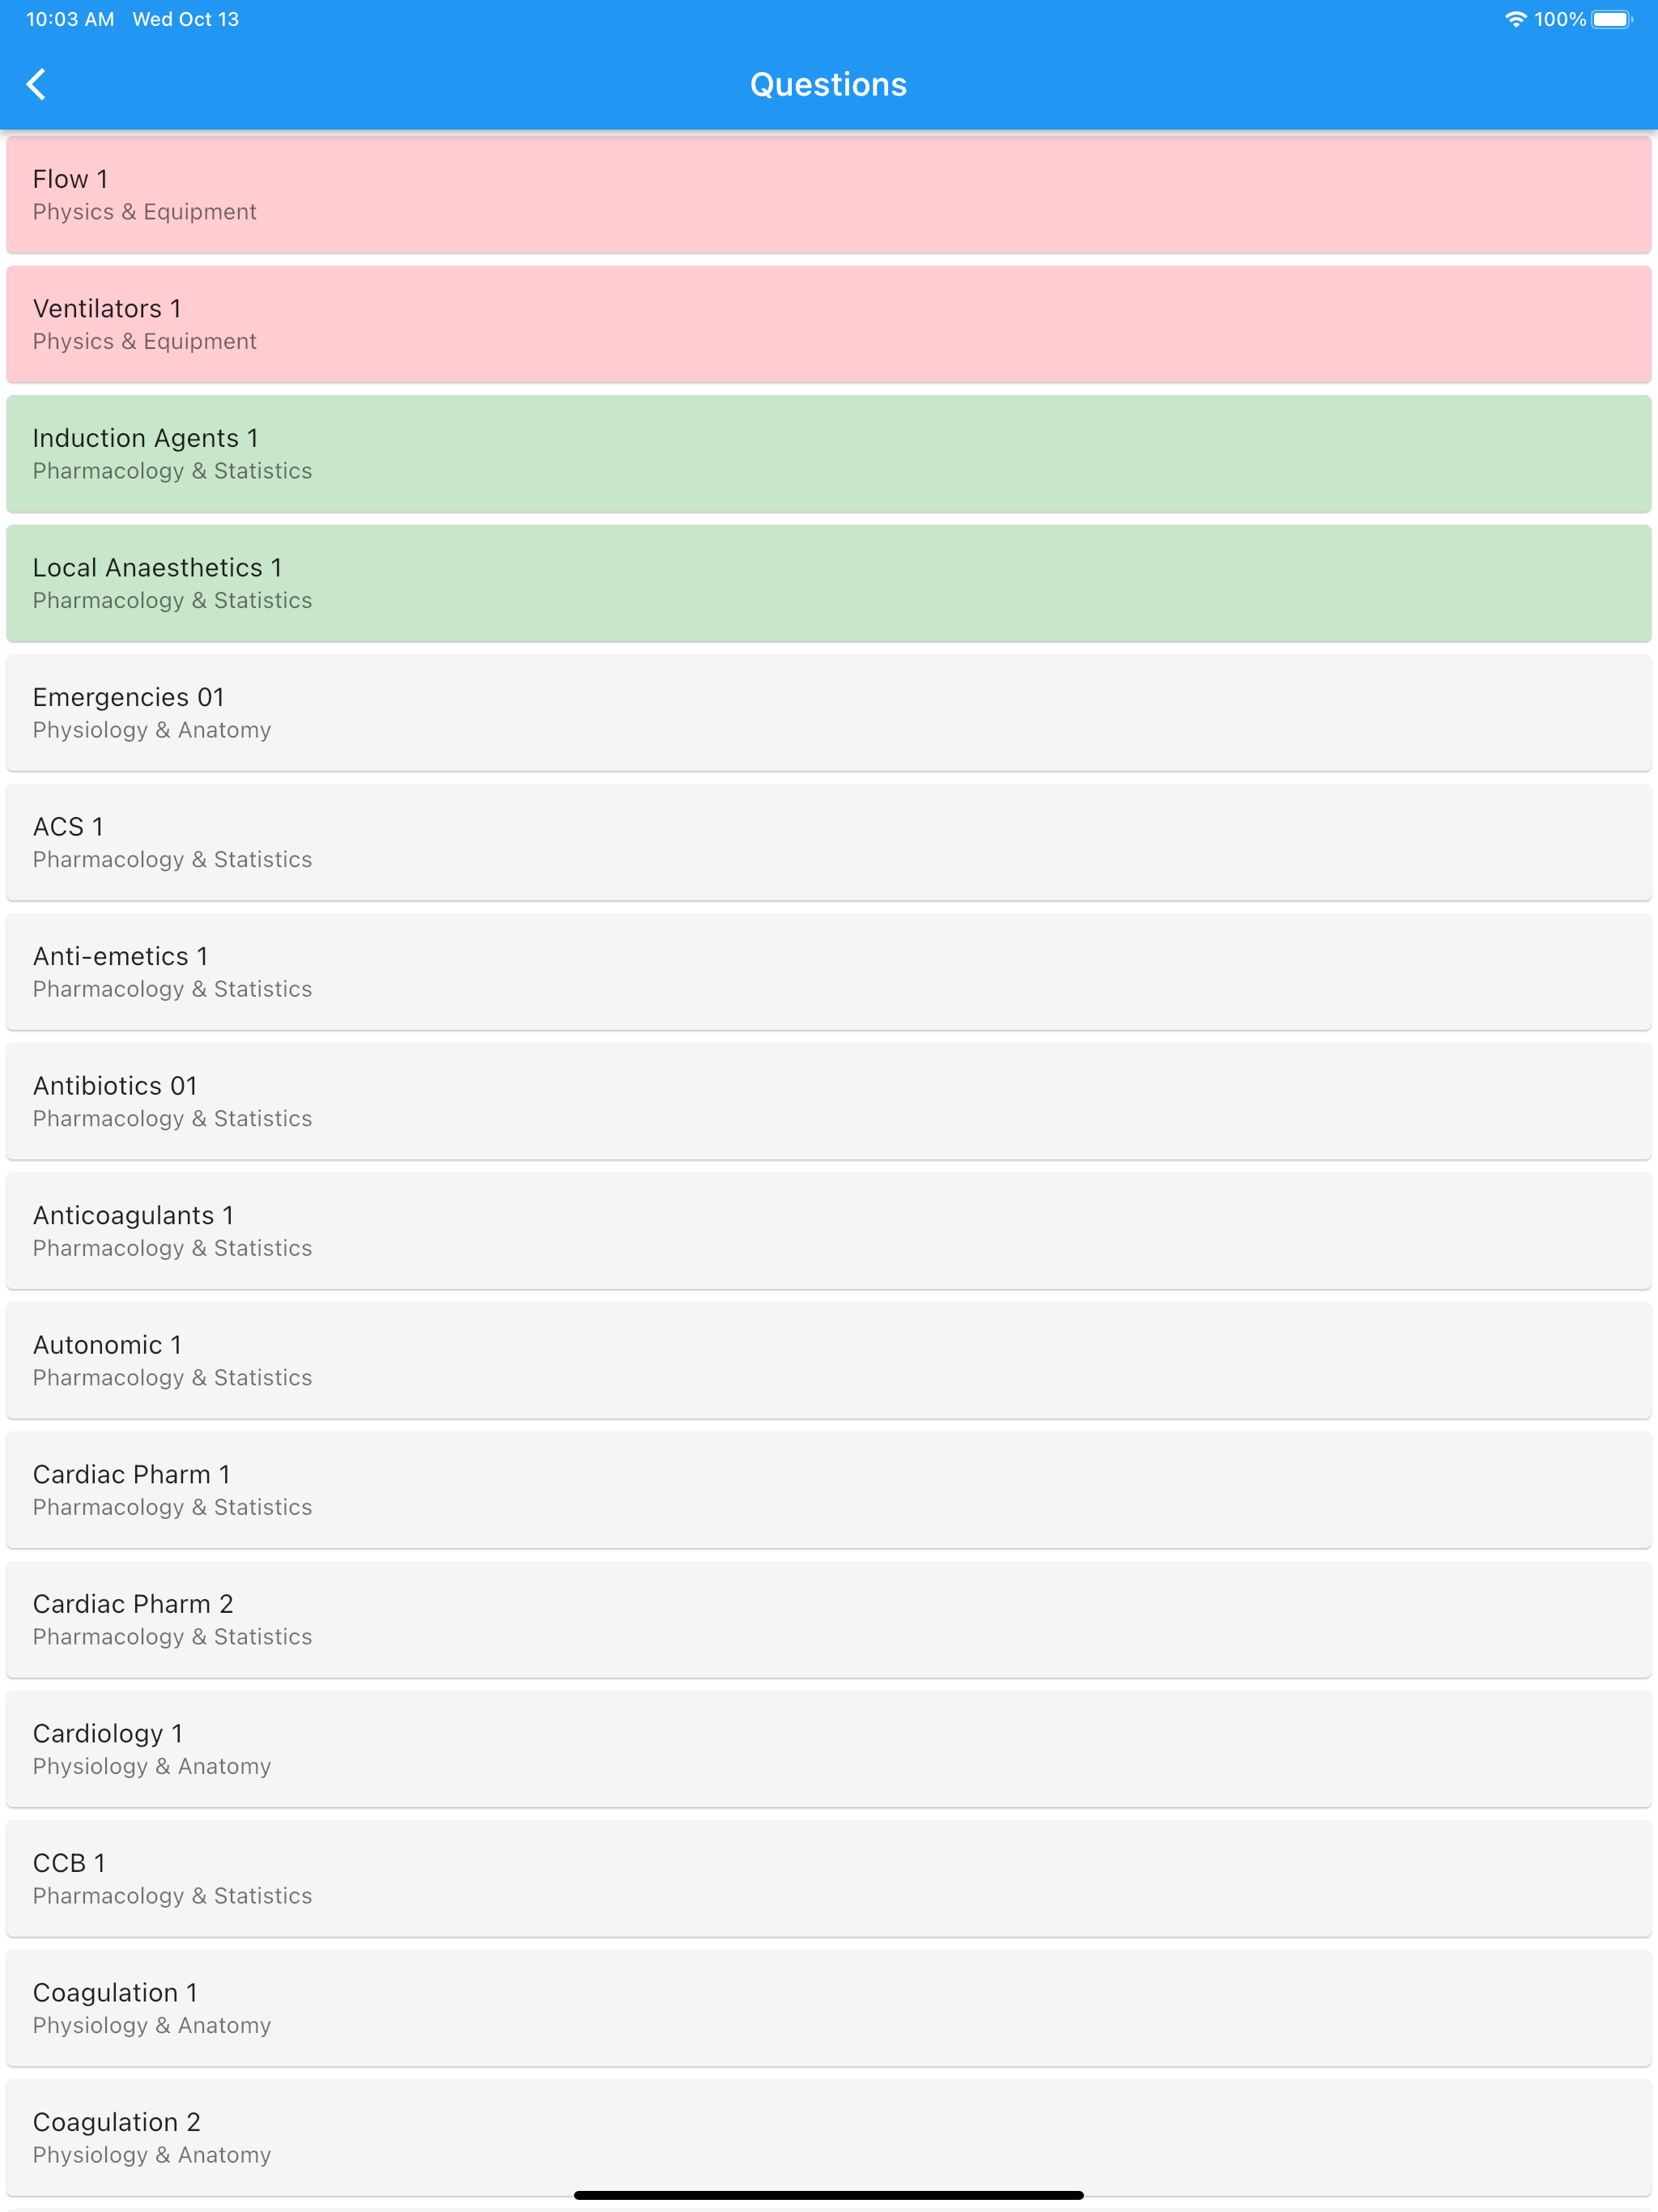 10:03 AM Wed Oct 13 100%
Questions
Flow 1
Physics & Equipment
Ventilators 1
Physics & Equipment
Induction Agents 1
Pharmacology & Statistics
Local Anaesthetics 1
Pharmacology & Statistics
Emergencies 01
Physiology & Anatomy
ACS 1
Pharmacology & Statistics
Anti-emetics 1
Pharmacology & Statistics
Antibiotics 01
Pharmacology & Statistics
Anticoagulants 1
Pharmacology & Statistics
Autonomic 1
Pharmacology & Statistics
Cardiac Pharm 1
Pharmacology & Statistics
Cardiac Pharm 2
Pharmacology & Statistics
Cardiology 1
Physiology & Anatomy
CCB 1
Pharmacology & Statistics
Coagulation 1
Physiology & Anatomy
Coagulation 2
Physiology & Anatomy